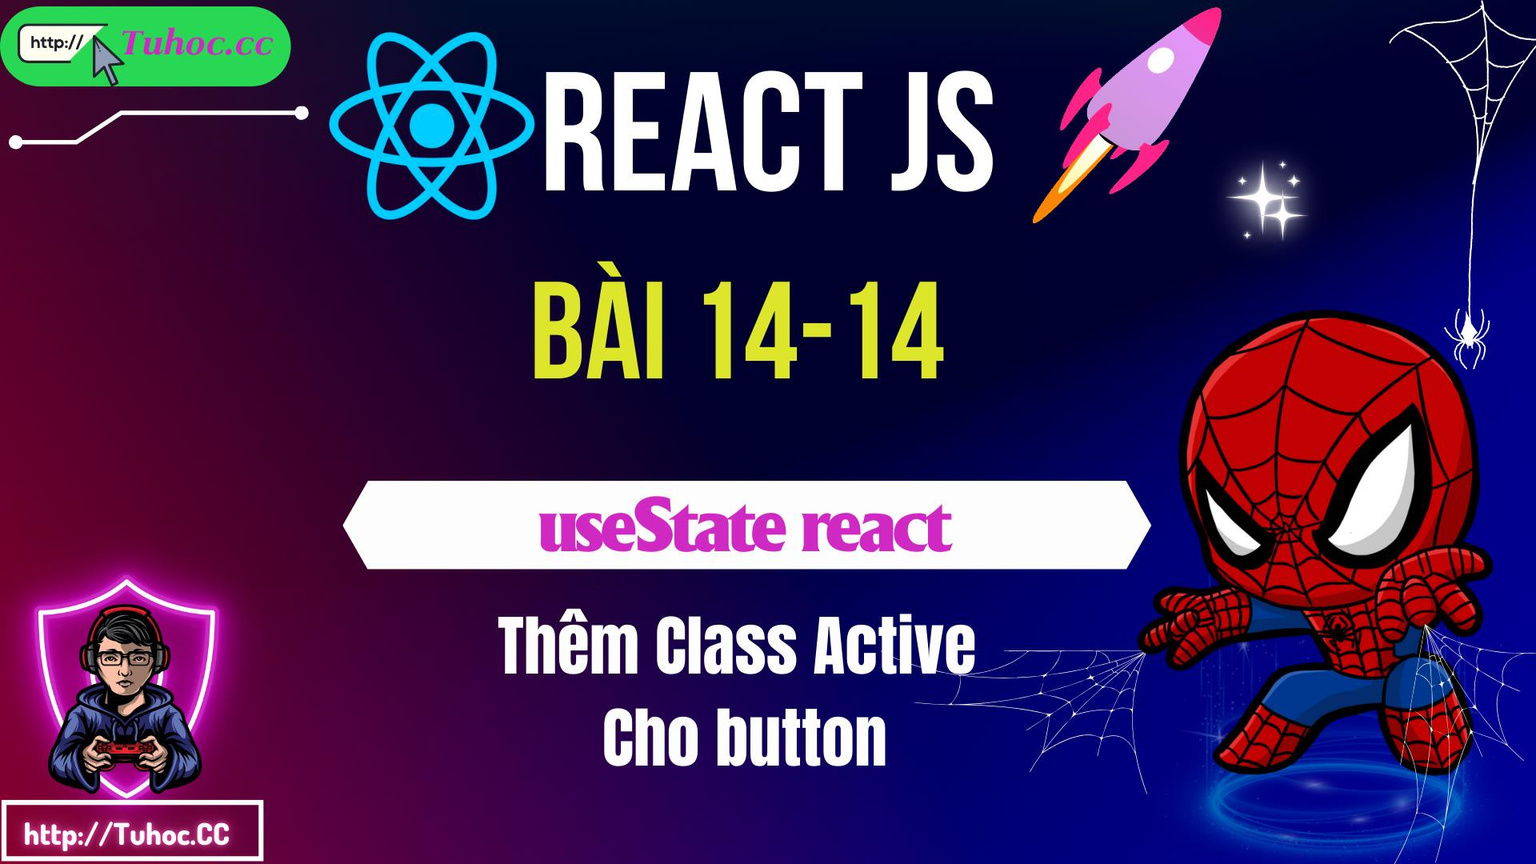 http://
Tuhoc.cc
REACT JS
BÀI 14-14
useState react
Thêm Class Active
Cho button
http://Tuhoc.CC